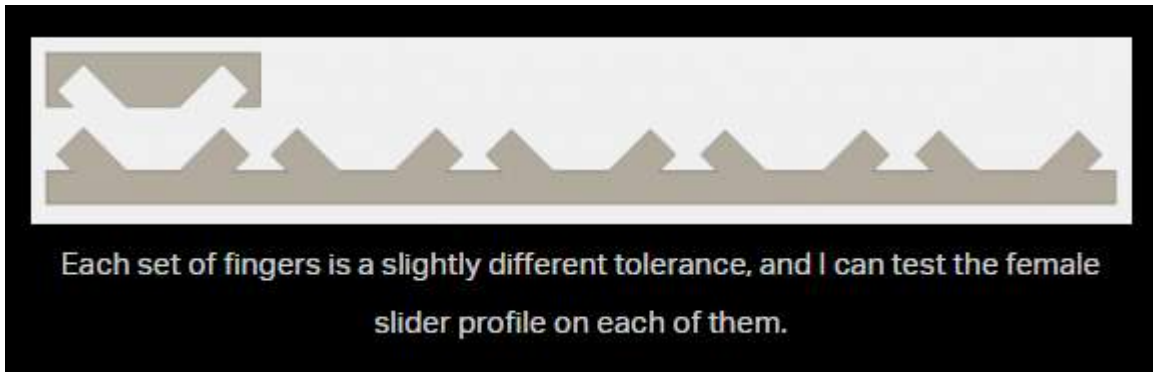 Each set of fingers is a slightly different tolerance, and I can test the female
slider profile on each of them.